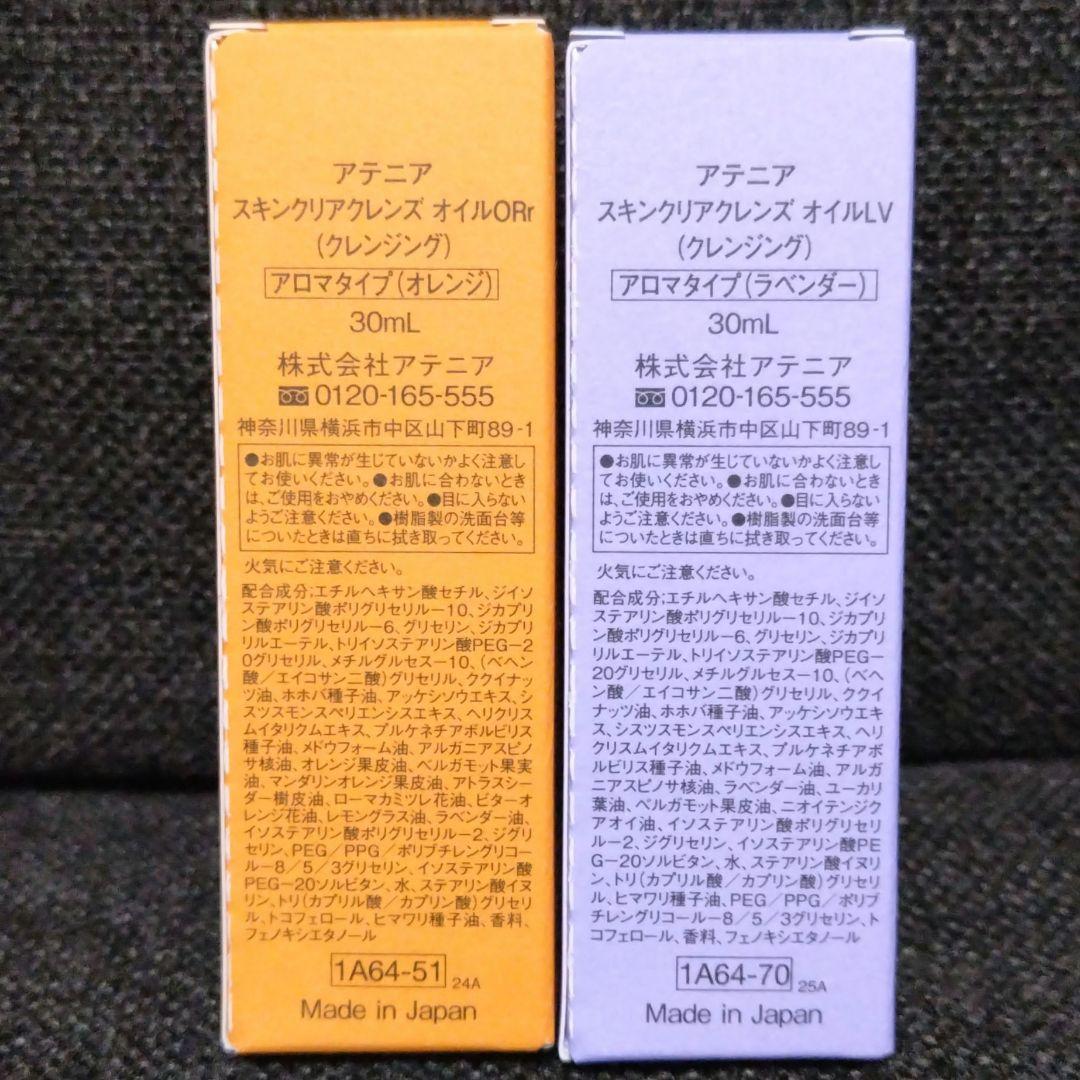 アテニア
スキンクリアクレンズ オイルORr
(クレンジング)
アロマタイプ(オレンジ)
30mL
株式会社アテニア
0120-165-555
神奈川県横浜市中区山下町89-1
●お肌に異常が生じていないかよく注意し
てお使いください。●お肌に合わないとき
は、ご使用をおやめください。●目に入らない
ようご注意ください。●樹脂製の洗面台等
についたときは直ちに拭き取ってください。
火気にご注意ください。
配合成分;エチルヘキサン酸セチル、ジイソ
ステアリン酸ポリグリセリルー10、ジカプリ
ン酸ポリグリセリルー6、グリセリン、ジカプリ
リルエーテル、トリイソステアリン酸PEG-2
0グリセリル、メチルグルセスー10、(ベヘン
酸/エイコサン二酸)グリセリル、ククイナッ
ツ油、ホホバ種子油、アッケシソウエキス、シ
スツスモンスペリエンシスエキス、ヘリクリス
ムイタリクムエキス、プルケネチアボルビリス
種子油、メドウフォーム油、アルガニアスピノ
サ核油、オレンジ果皮油、ベルガモット果実
油、マンダリンオレンジ果皮油、アトラスシー
ダー樹皮油、ローマカミツレ花油、ビターオ
レンジ花油、レモングラス油、ラベンダー油、
イソステアリン酸ポリグリセリルー2、ジグリ
セリン、PEG/PPG/ポリブチレングリコー
ルー8/5/3グリセリン、イソステアリン酸
PEG-20ソルビタン、水、ステアリン酸イヌ
リン、トリ(カプリル酸/カプリン酸)グリセリ
ル、トコフェロール、ヒマワリ種子油、香料、
フェノキシエタノール
1A64-51 24A
Made in Japan
アテニア
スキンクリアクレンズ オイルLV
(クレンジング)
アロマタイプ(ラベンダー)
30mL
株式会社アテニア
0120-165-555
神奈川県横浜市中区山下町89-1
●お肌に異常が生じていないかよく注意し
てお使いください。●お肌に合わないとき
は、ご使用をおやめください。●目に入らない
ようご注意ください。●樹脂製の洗面台等
についたときは直ちに拭き取ってください。
火気にご注意ください。
配合成分;エチルヘキサン酸セチル、ジイソ
ステアリン酸ポリグリセリルー10、ジカプリ
ン酸ポリグリセリルー6、グリセリン、ジカプリ
リルエーテル、トリイソステアリン酸PEG-
20グリセリル、メチルグルセスー10、(ベヘ
ン酸/エイコサン二酸)グリセリル、ククイ
ナッツ油、ホホバ種子油、アッケシソウエキ
ス、シスツスモンスペリエンシスエキス、ヘリ
クリスムイタリクムエキス、プルケネチアボ
ルビリス種子油、メドウフォーム油、アルガ
ニアスピノサ核油、ラベンダー油、ユーカリ
葉油、ベルガモット果皮油、ニオイテンジク
アオイ油、イソステアリン酸ポリグリセリ
ルー2、ジグリセリン、イソステアリン酸PE
G-20ソルビタン、水、ステアリン酸イヌリ
ン、トリ(カプリル酸/カプリン酸)グリセリ
ル、ヒマワリ種子油、PEG/PPG/ポリブ
チレングリコールー8/5/3グリセリン、ト
コフェロール、香料、フェノキシエタノール
1A64-70 25A
Made in Japan